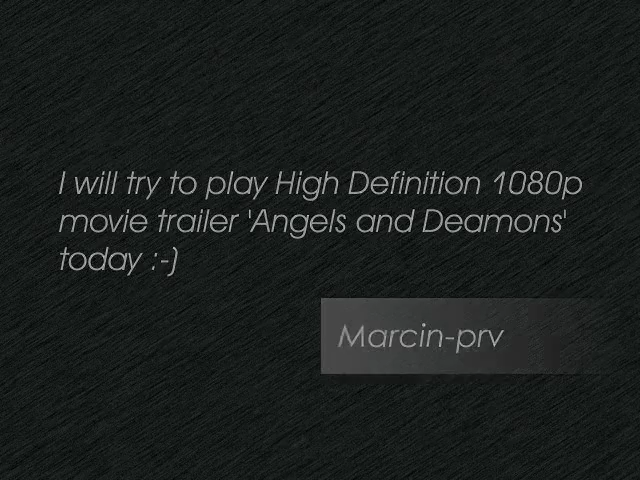 I will try to play High Definition 1080p
movie trailer 'Angels and Deamons'
today :-)
Marcin-prv